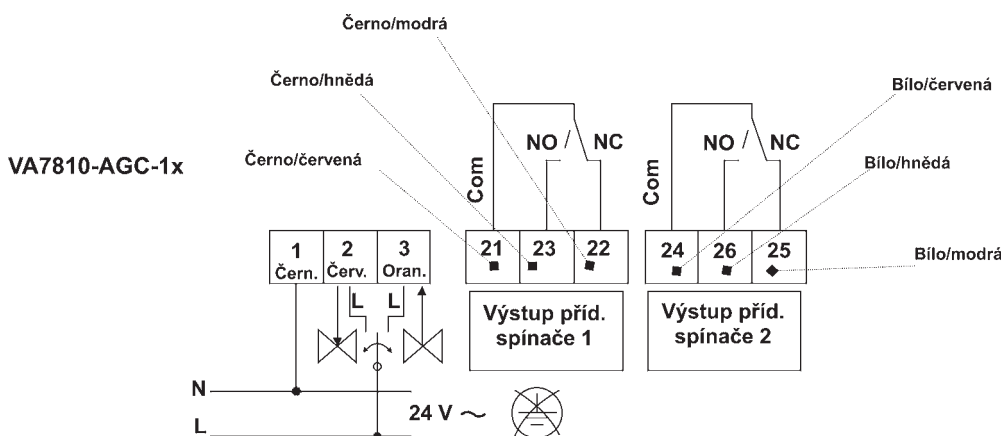 Černo/modrá
Černo/hnědá
Bílo/červená
VA7810-AGC-1x
Černo/červená
Com
NO / NC
Com
NO / NC
Bílo/hnědá
Bílo/modrá
1
Čern.
2
Červ.
3
Oran.
21
23
22
24
26
25
L
L
Výstup příd.
spínače 1
Výstup příd.
spínače 2
N
24 V ~
L